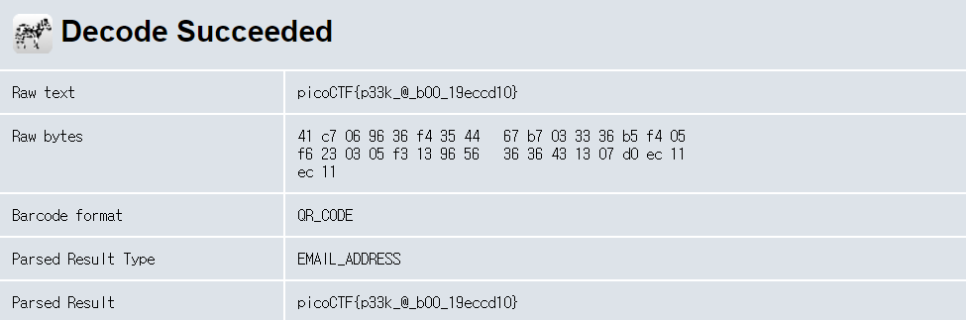 Decode Succeeded
Raw text picoCTF{p33k_@_b00_19eccd10}
Raw bytes 41 c7 06 96 36 f4 35 44 67 b7 03 33 36 b5 f4 05
f6 23 03 05 f3 13 96 56 36 36 43 13 07 d0 ec 11
ec 11
Barcode format QR_CODE
Parsed Result Type EMAIL_ADDRESS
Parsed Result picoCTF{p33k_@_b00_19eccd10}